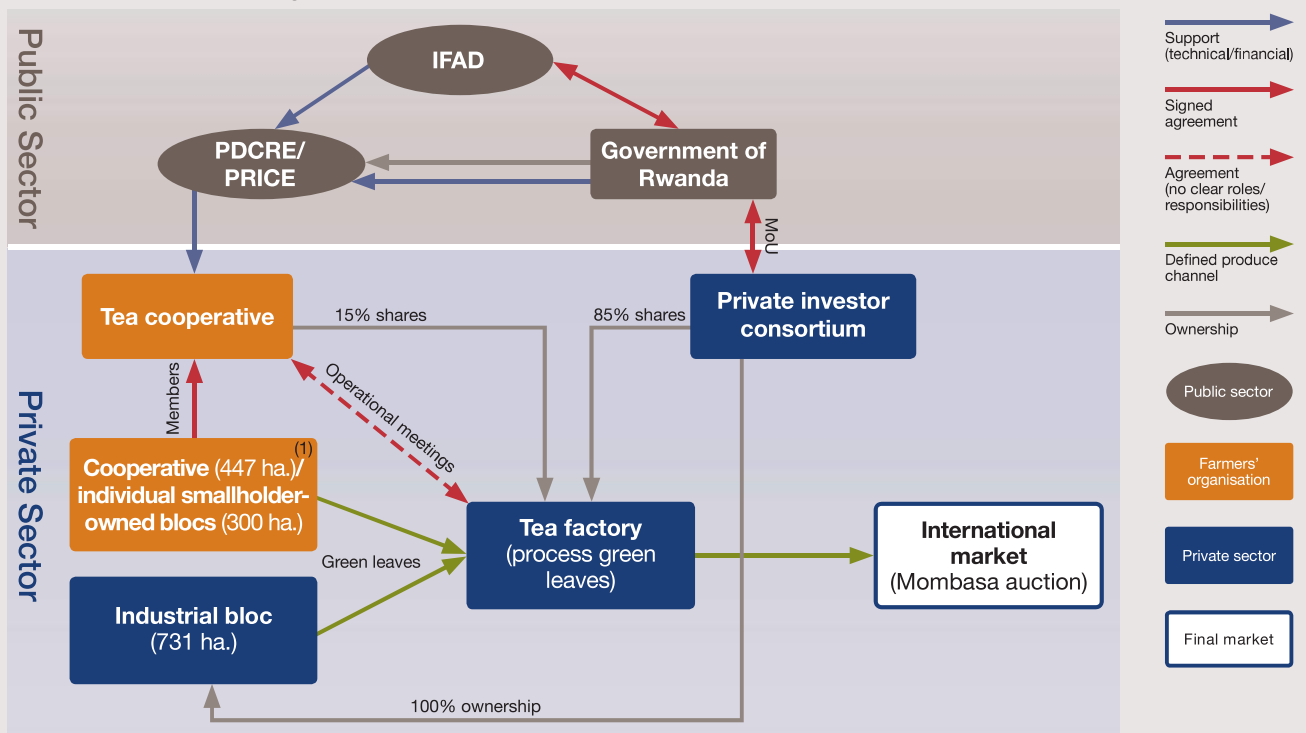 Public Sector
IFAD
PDCRE/
PRICE
Government of
Rwanda
MoU
Private Sector
Tea cooperative
15% shares
85% shares
Private investor
consortium
Members
Operational meetings
(1)
Cooperative (447 ha.)/
individual smallholder-
owned blocs (300 ha.)
Green leaves
Industrial bloc
(731 ha.)
Tea factory
(process green
leaves)
International
market
(Mombasa auction)
100% ownership
Support
(technical/financial)
Signed
agreement
Agreement
(no clear roles/
responsibilities)
Defined produce
channel
Ownership
Public sector
Farmers'
organisation
Private sector
Final market